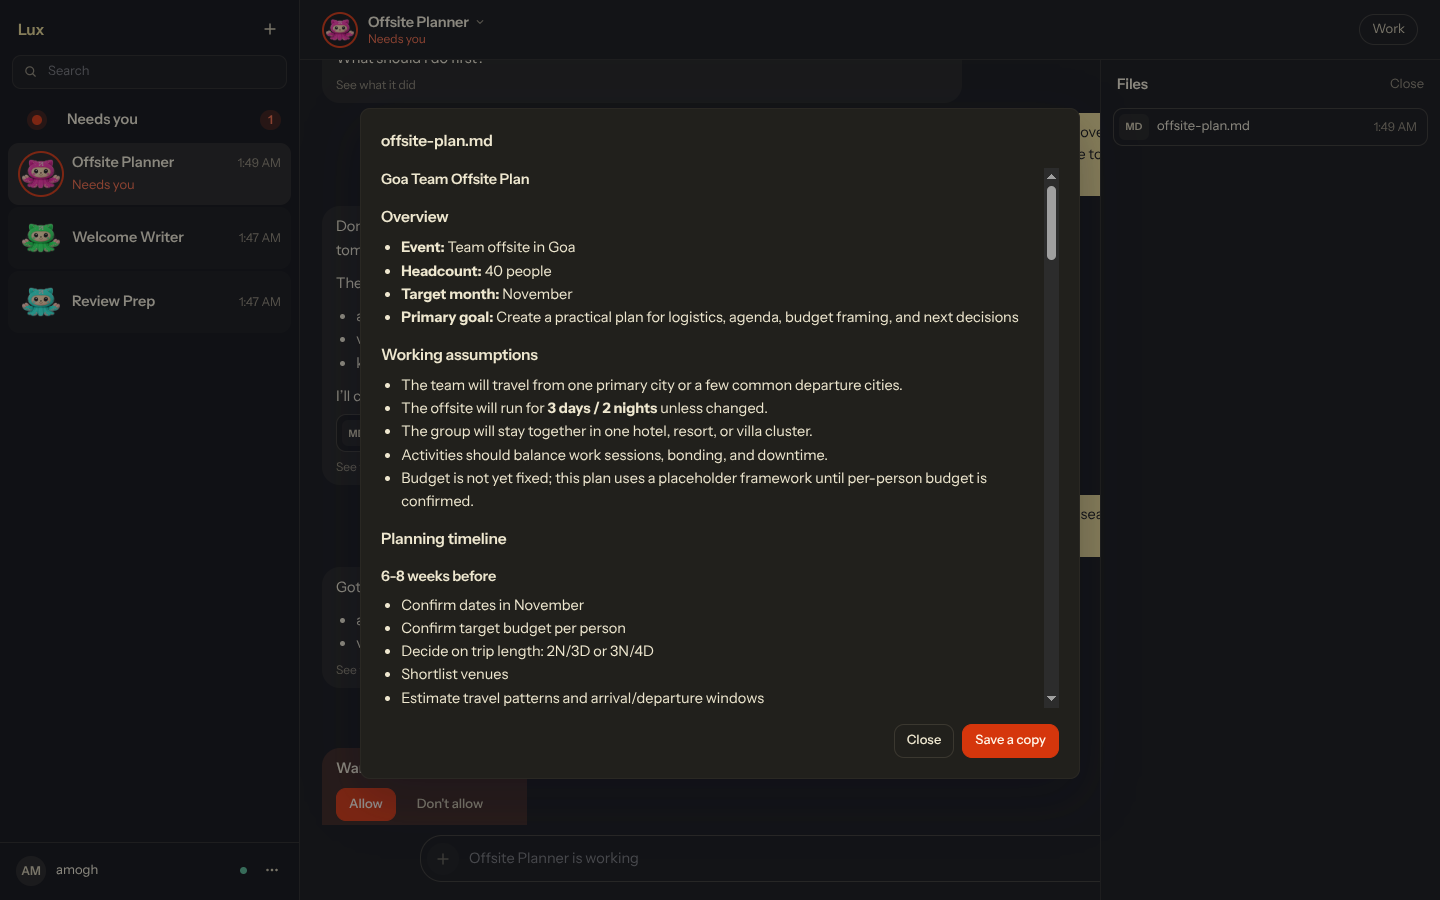 Lux
Search
Needs you
1
Offsite Planner
1:49 AM
Needs you
Welcome Writer
1:47 AM
Review Prep
1:47 AM
AM
amogh
Offsite Planner
Needs you
Work
See what it did
Files
Close
MD
offsite-plan.md
1:49 AM
offsite-plan.md
Goa Team Offsite Plan
Overview
• Event: Team offsite in Goa
• Headcount: 40 people
• Target month: November
• Primary goal: Create a practical plan for logistics, agenda, budget framing, and next decisions
Working assumptions
• The team will travel from one primary city or a few common departure cities.
• The offsite will run for 3 days / 2 nights unless changed.
• The group will stay together in one hotel, resort, or villa cluster.
• Activities should balance work sessions, bonding, and downtime.
• Budget is not yet fixed; this plan uses a placeholder framework until per-person budget is
confirmed.
Planning timeline
6-8 weeks before
• Confirm dates in November
• Confirm target budget per person
• Decide on trip length: 2N/3D or 3N/4D
• Shortlist venues
• Estimate travel patterns and arrival/departure windows
Close
Save a copy
See
Got
See
Allow
Don't allow
Offsite Planner is working